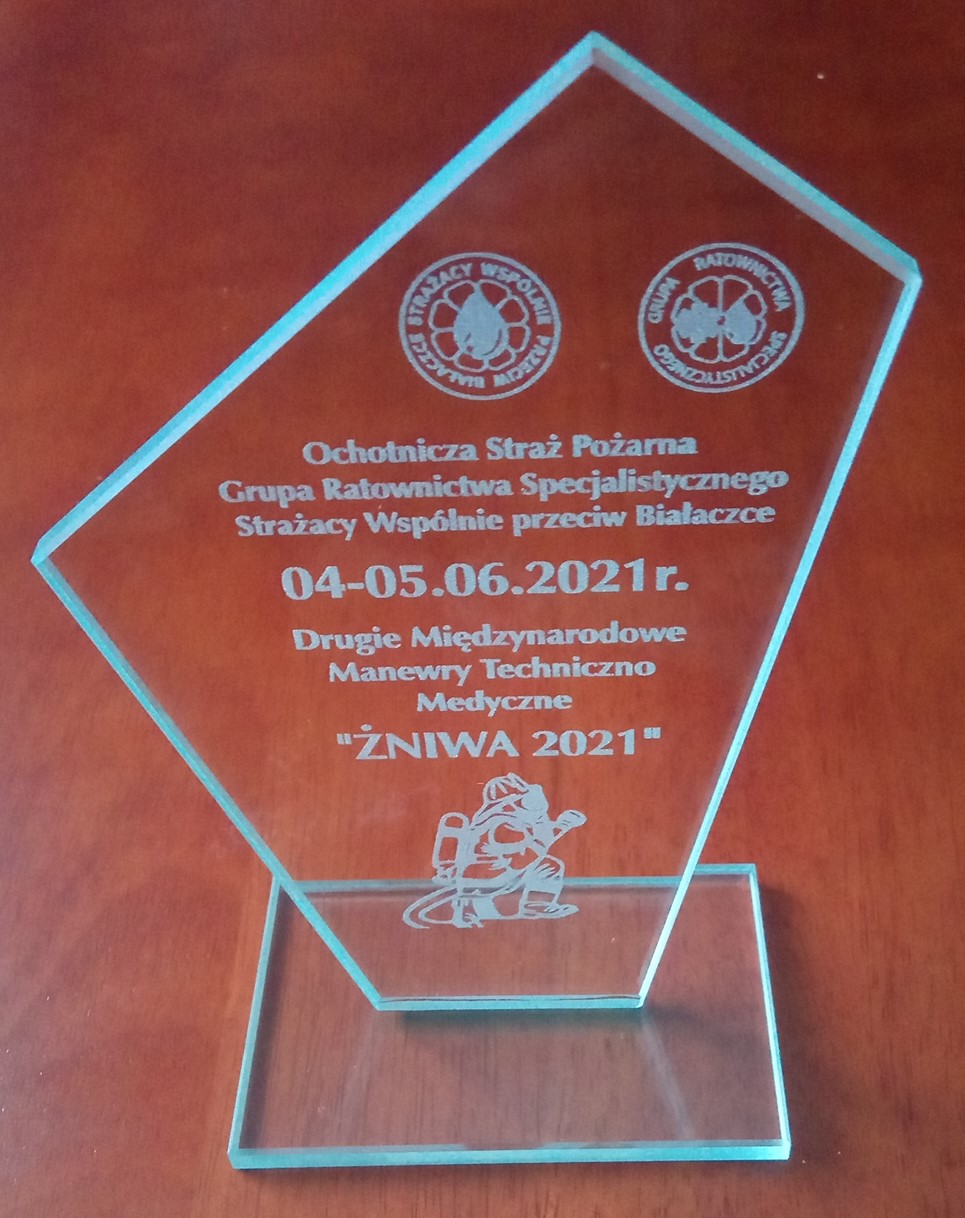 STRAŻACY WSPÓLNIE PRZECIW BIAŁACZCE
GRUPA RATOWNICTWA SPECJALISTYCZNEGO
Ochotnicza Straż Pożarna
Grupa Ratownictwa Specjalistycznego
Strażacy Wspólnie przeciw Białaczce
04-05.06.2021r.
Drugie Międzynarodowe
Manewry Techniczno
Medyczne
"ŻNIWA 2021"